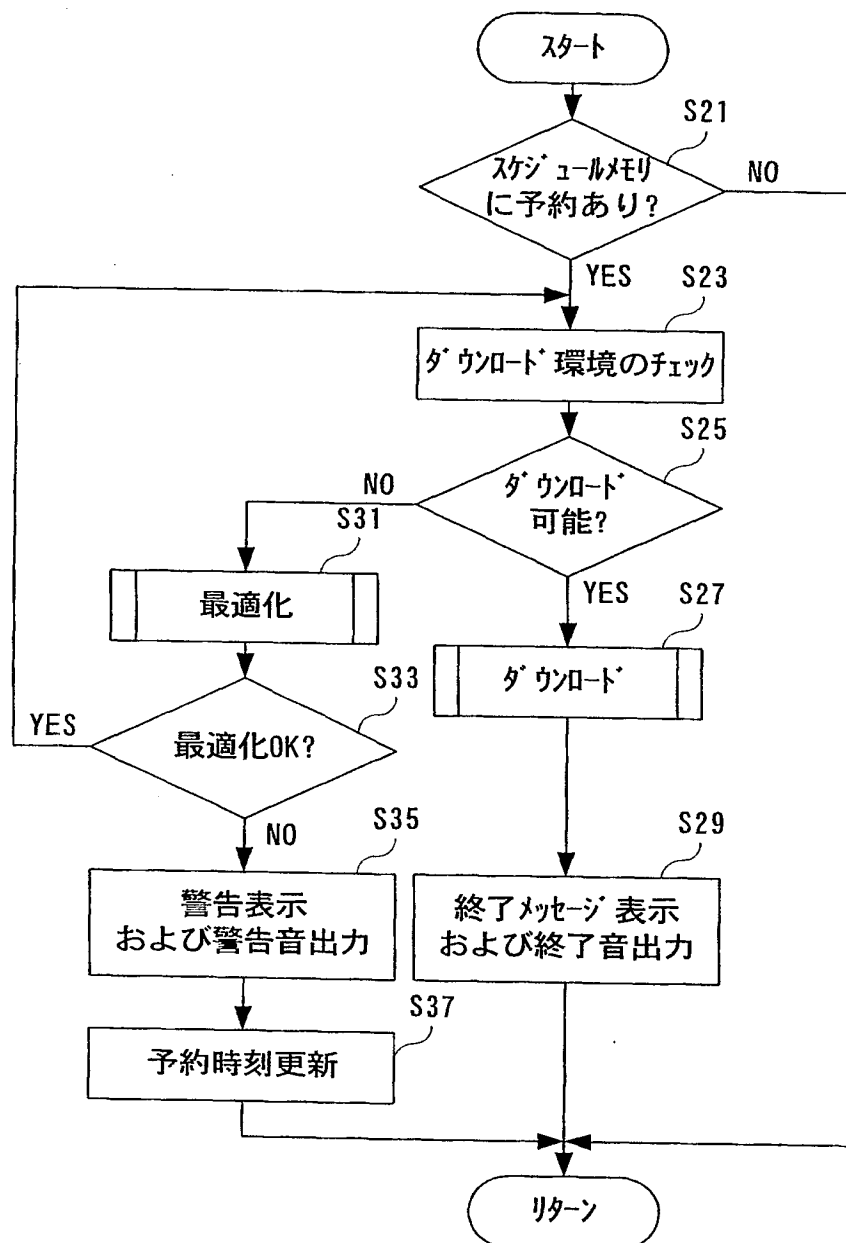 スタート
S21
スケジュールメモリ
に予約あり?
NO
YES
S23
ダウンロード環境のチェック
S25
ダウンロード
可能?
NO
YES
S31
最適化
S27
ダウンロード
S33
最適化OK?
YES
NO
S35
警告表示
および警告音出力
S29
終了メッセージ表示
および終了音出力
S37
予約時刻更新
リターン